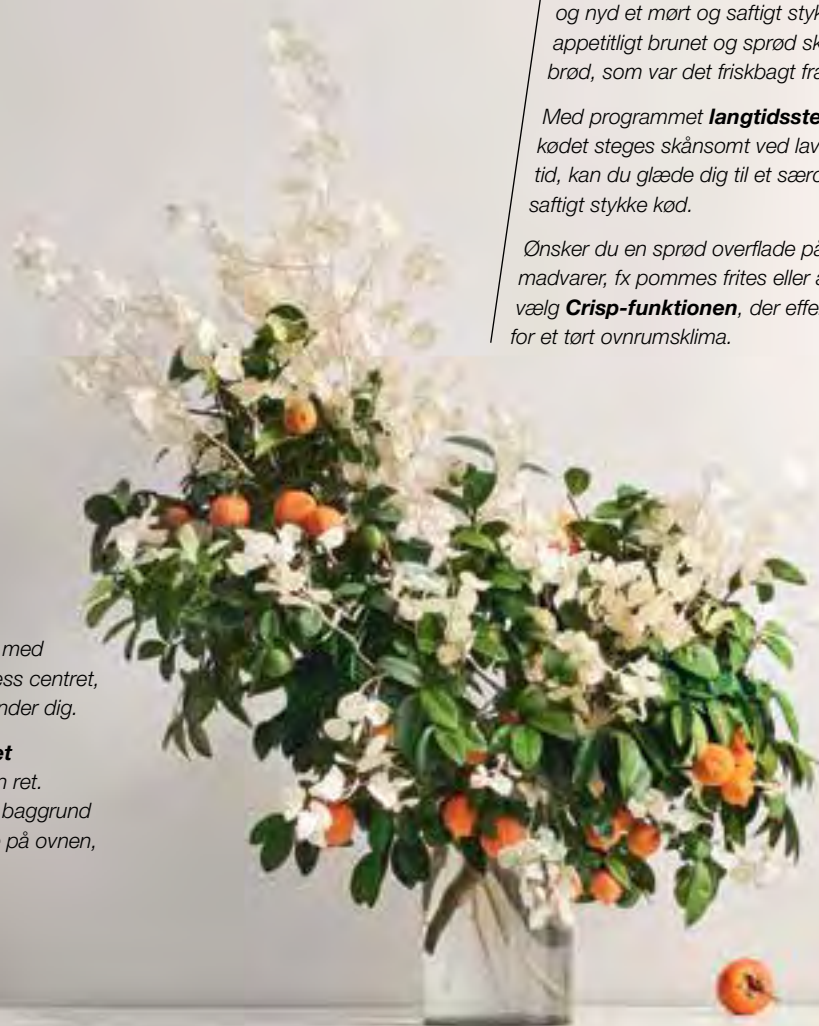 og nyd et mørt og saftigt styk
appetitligt brunet og sprød sk
brød, som var det friskbagt fra
Med programmet langtidsste
kødet steges skånsomt ved lav
tid, kan du glæde dig til et særd
saftigt stykke kød.
Ønsker du en sprød overflade på
madvarer, fx pommes frites eller a
vælg Crisp-funktionen, der effe
for et tørt ovnrumsklima.
med
ess centret,
nder dig.
et
n ret.
baggrund
på ovnen,